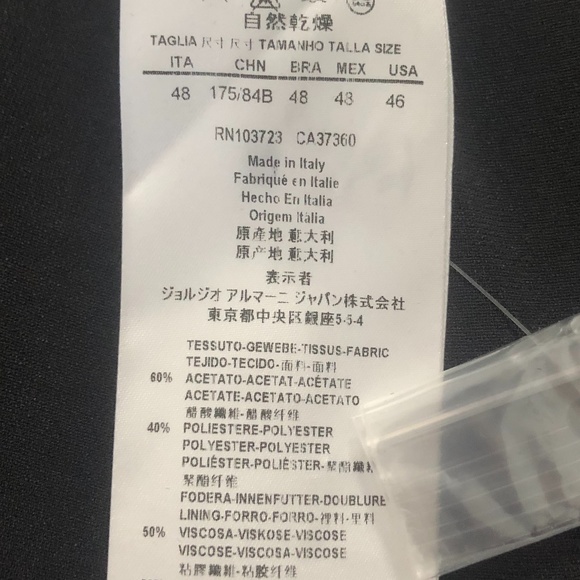 自然乾燥
TAGLIA 尺寸 尺寸 TAMANHO TALLA SIZE
ITA CHN BRA MEX USA
48 175/84B 48 48 46
RN103723 CA37360
Made in Italy
Fabriqué en Italie
Hecho En Italia
Origem Itália
原產地 意大利
原产地 意大利
表示者
ジョルジオ アルマーニ ジャパン株式会社
東京都中央区銀座5-5-4
TESSUTO-GEWEBE-TISSUS-FABRIC
TEJIDO-TECIDO-面料-面料
60% ACETATO-ACETAT-ACÉTATE
ACETATE-ACETATO-ACETATO
醋酸纖維-醋酸纤维
40% POLIESTERE-POLYESTER
POLYESTER-POLYESTER
POLIÉSTER-POLIÉSTER-聚酯纖維
聚酯纤维
FODERA-INNENFUTTER-DOUBLURE
LINING-FORRO-FORRO-裡料-里料
50% VISCOSA-VISKOSE-VISCOSE
VISCOSE-VISCOSA-VISCOSE
粘膠纖維-粘胶纤维